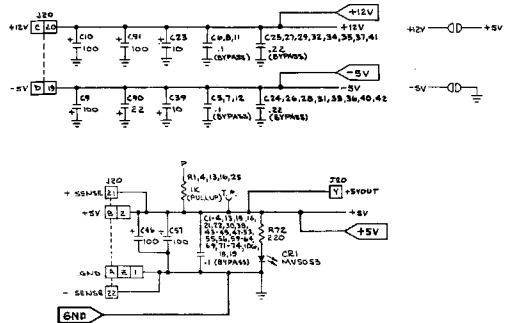 J20
+12V C 20
C10
100
C91
100
C23
10
C6,8,11
.1
(BYPASS)
C25,27,29,32,34,35,37,41
.22
(BYPASS)
+12V
+12V
+12V
+5V
-5V D 19
C9
100
C90
22
C39
10
C5,7,12
.1
(BYPASS)
C24,26,28,31,33,36,40,42
.22
(BYPASS)
-5V
-5V
-5V
J20
+ SENSE 21
+5V B 2
GND A Z 1
- SENSE 22
GND
C46
100
C57
100
R1,4,13,16,25
1K
(PULLUP)
T.P.
C1-4,13,15,16,
21,22,30,38,
43-45,47-53,
55,56,59-64,
69,71-74,106,
18,19
.1 (BYPASS)
R72
220
CR1
MV5053
J20
Y +5VOUT
+5V
+5V